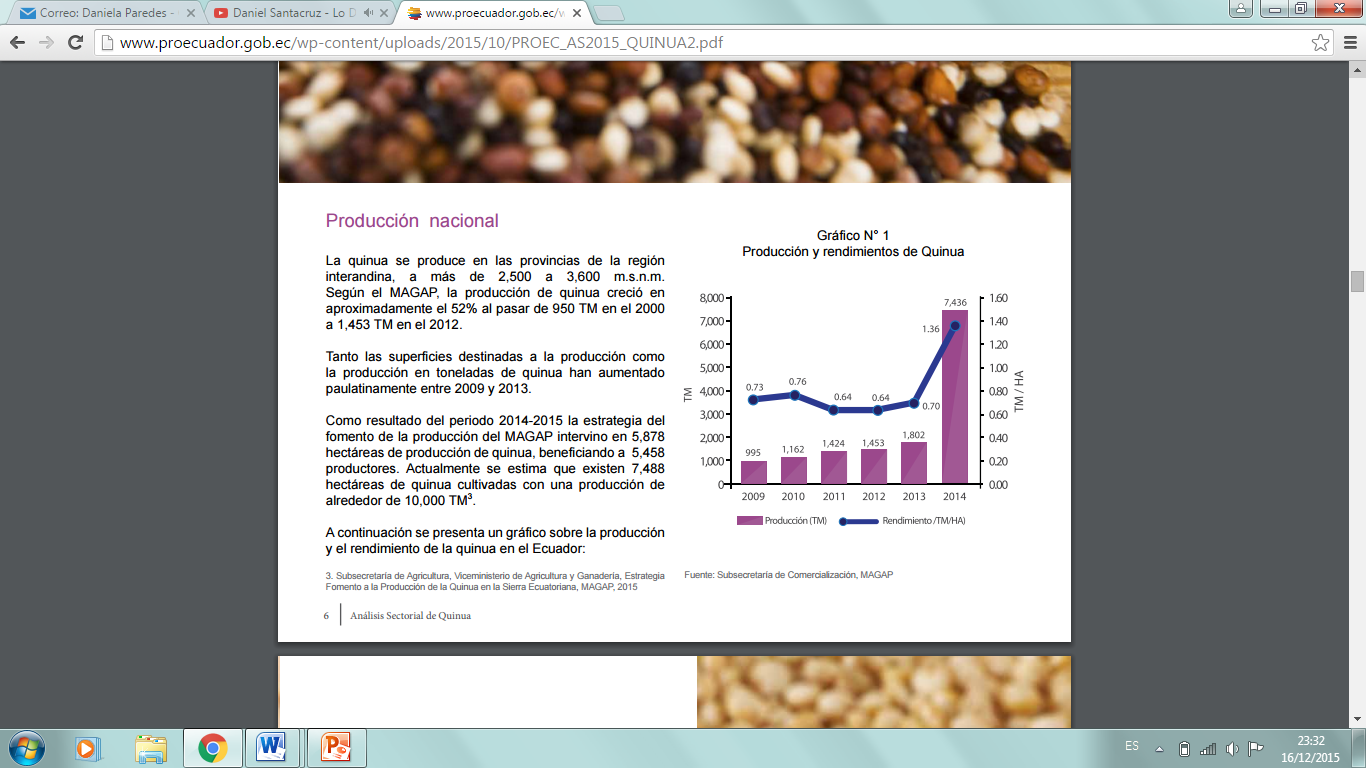 Correo: Daniela Paredes -
Daniel Santacruz - Lo D
www.proecuador.gob.ec/w
www.proecuador.gob.ec/wp-content/uploads/2015/10/PROEC_AS2015_QUINUA2.pdf
Producción nacional
La quinua se produce en las provincias de la región
interandina, a más de 2,500 a 3,600 m.s.n.m.
Según el MAGAP, la producción de quinua creció en
aproximadamente el 52% al pasar de 950 TM en el 2000
a 1,453 TM en el 2012.
Tanto las superficies destinadas a la producción como
la producción en toneladas de quinua han aumentado
paulatinamente entre 2009 y 2013.
Como resultado del periodo 2014-2015 la estrategia del
fomento de la producción del MAGAP intervino en 5,878
hectáreas de producción de quinua, beneficiando a 5,458
productores. Actualmente se estima que existen 7,488
hectáreas de quinua cultivadas con una producción de
alrededor de 10,000 TM³.
A continuación se presenta un gráfico sobre la producción
y el rendimiento de la quinua en el Ecuador:
3. Subsecretaría de Agricultura, Viceministerio de Agricultura y Ganadería, Estrategia
Fomento a la Producción de la Quinua en la Sierra Ecuatoriana, MAGAP, 2015
6 | Análisis Sectorial de Quinua
Gráfico N° 1
Producción y rendimientos de Quinua
8,000
7,000
6,000
5,000
4,000
3,000
2,000
1,000
0
TM
1.60
1.40
1.20
1.00
0.80
0.60
0.40
0.20
0.00
TM / HA
0.73
0.76
0.64
0.64
0.70
1.36
995
1,162
1,424
1,453
1,802
7,436
2009 2010 2011 2012 2013 2014
Producción (TM) Rendimiento /TM/HA)
Fuente: Subsecretaría de Comercialización, MAGAP
ES
23:32
16/12/2015